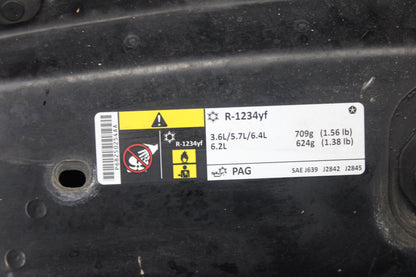 R-1234yf
R-1234yf
3.6L/5.7L/6.4L 709g (1.56 lb)
6.2L 624g (1.38 lb)
PAG SAE J639 J2842 J2845